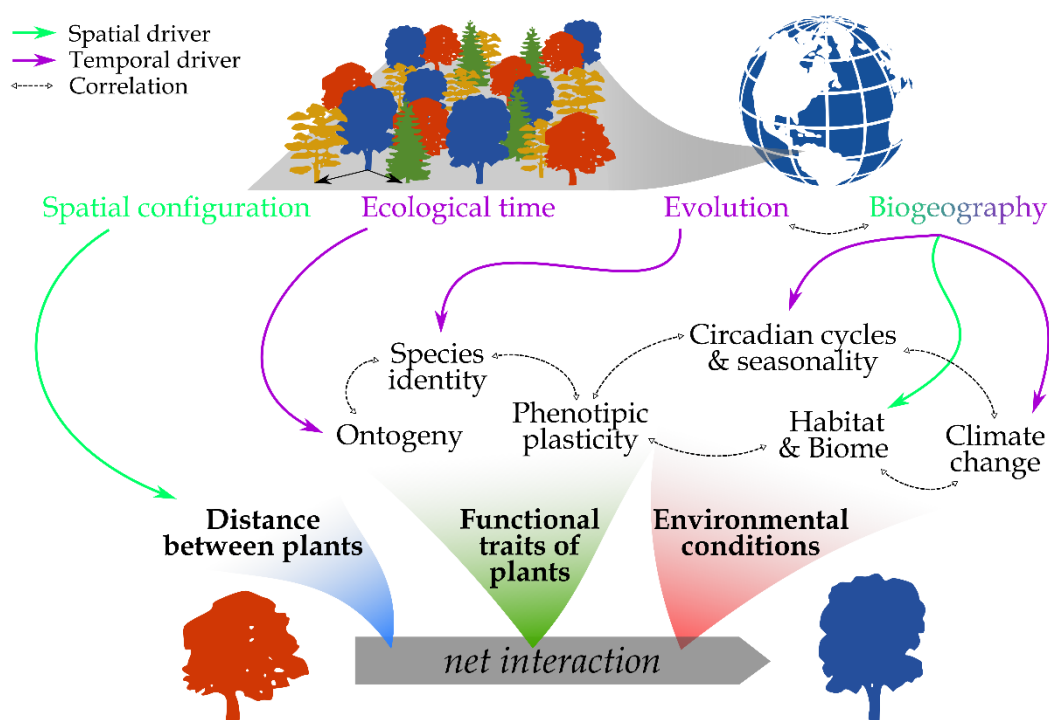 Spatial driver
Temporal driver
Correlation
Spatial configuration
Ecological time
Evolution
Biogeography
Species
identity
Ontogeny
Phenotipic
plasticity
Circadian cycles
& seasonality
Habitat
& Biome
Climate
change
Distance
between plants
Functional
traits of
plants
Environmental
conditions
net interaction